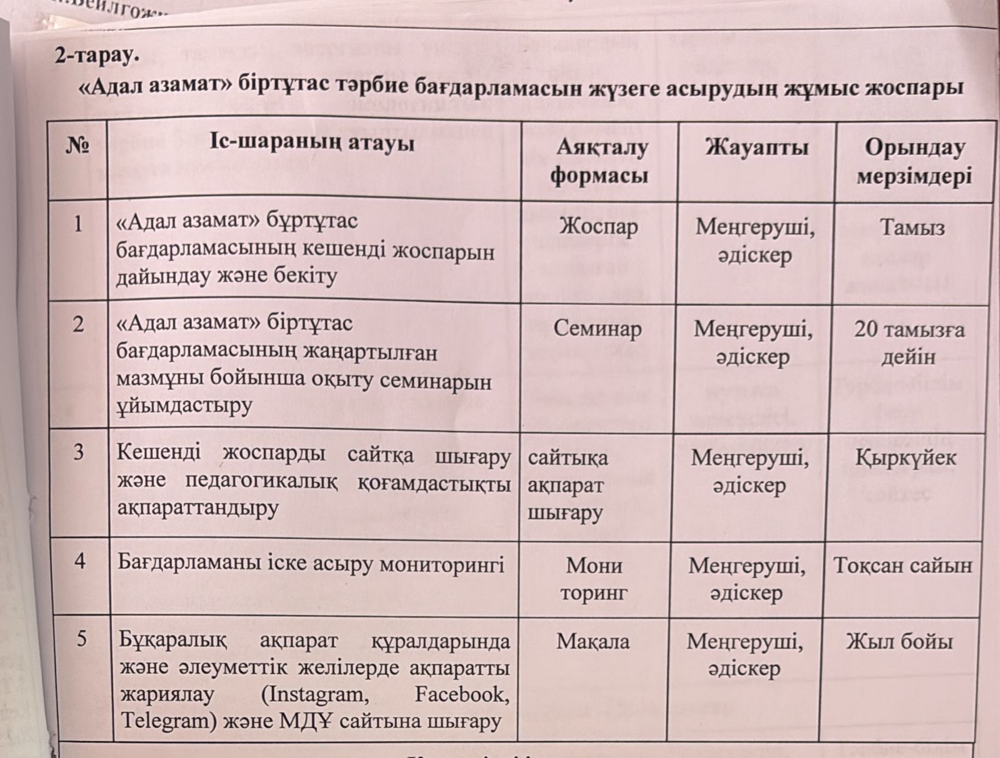 2-тарау.
«Адал азамат» біртұтас тәрбие бағдарламасын жүзеге асырудың жұмыс жоспары
№
Іс-шараның атауы
Аяқталу
формасы
Жауапты
Орындау
мерзімдері
1
«Адал азамат» бұртұтас
бағдарламасының кешенді жоспарын
дайындау және бекіту
Жоспар
Меңгеруші,
әдіскер
Тамыз
2
«Адал азамат» біртұтас
бағдарламасының жаңартылған
мазмұны бойынша оқыту семинарын
ұйымдастыру
Семинар
Меңгеруші,
әдіскер
20 тамызға
дейін
3
Кешенді жоспарды сайтқа шығару
және педагогикалық қоғамдастықты
ақпараттандыру
сайтықа
ақпарат
шығару
Меңгеруші,
әдіскер
Қыркүйек
4
Бағдарламаны іске асыру мониторингі
Мони
торинг
Меңгеруші,
әдіскер
Тоқсан сайын
5
Бұқаралық ақпарат құралдарында
және әлеуметтік желілерде ақпаратты
жариялау (Instagram, Facebook,
Telegram) және МДҰ сайтына шығару
Мақала
Меңгеруші,
әдіскер
Жыл бойы